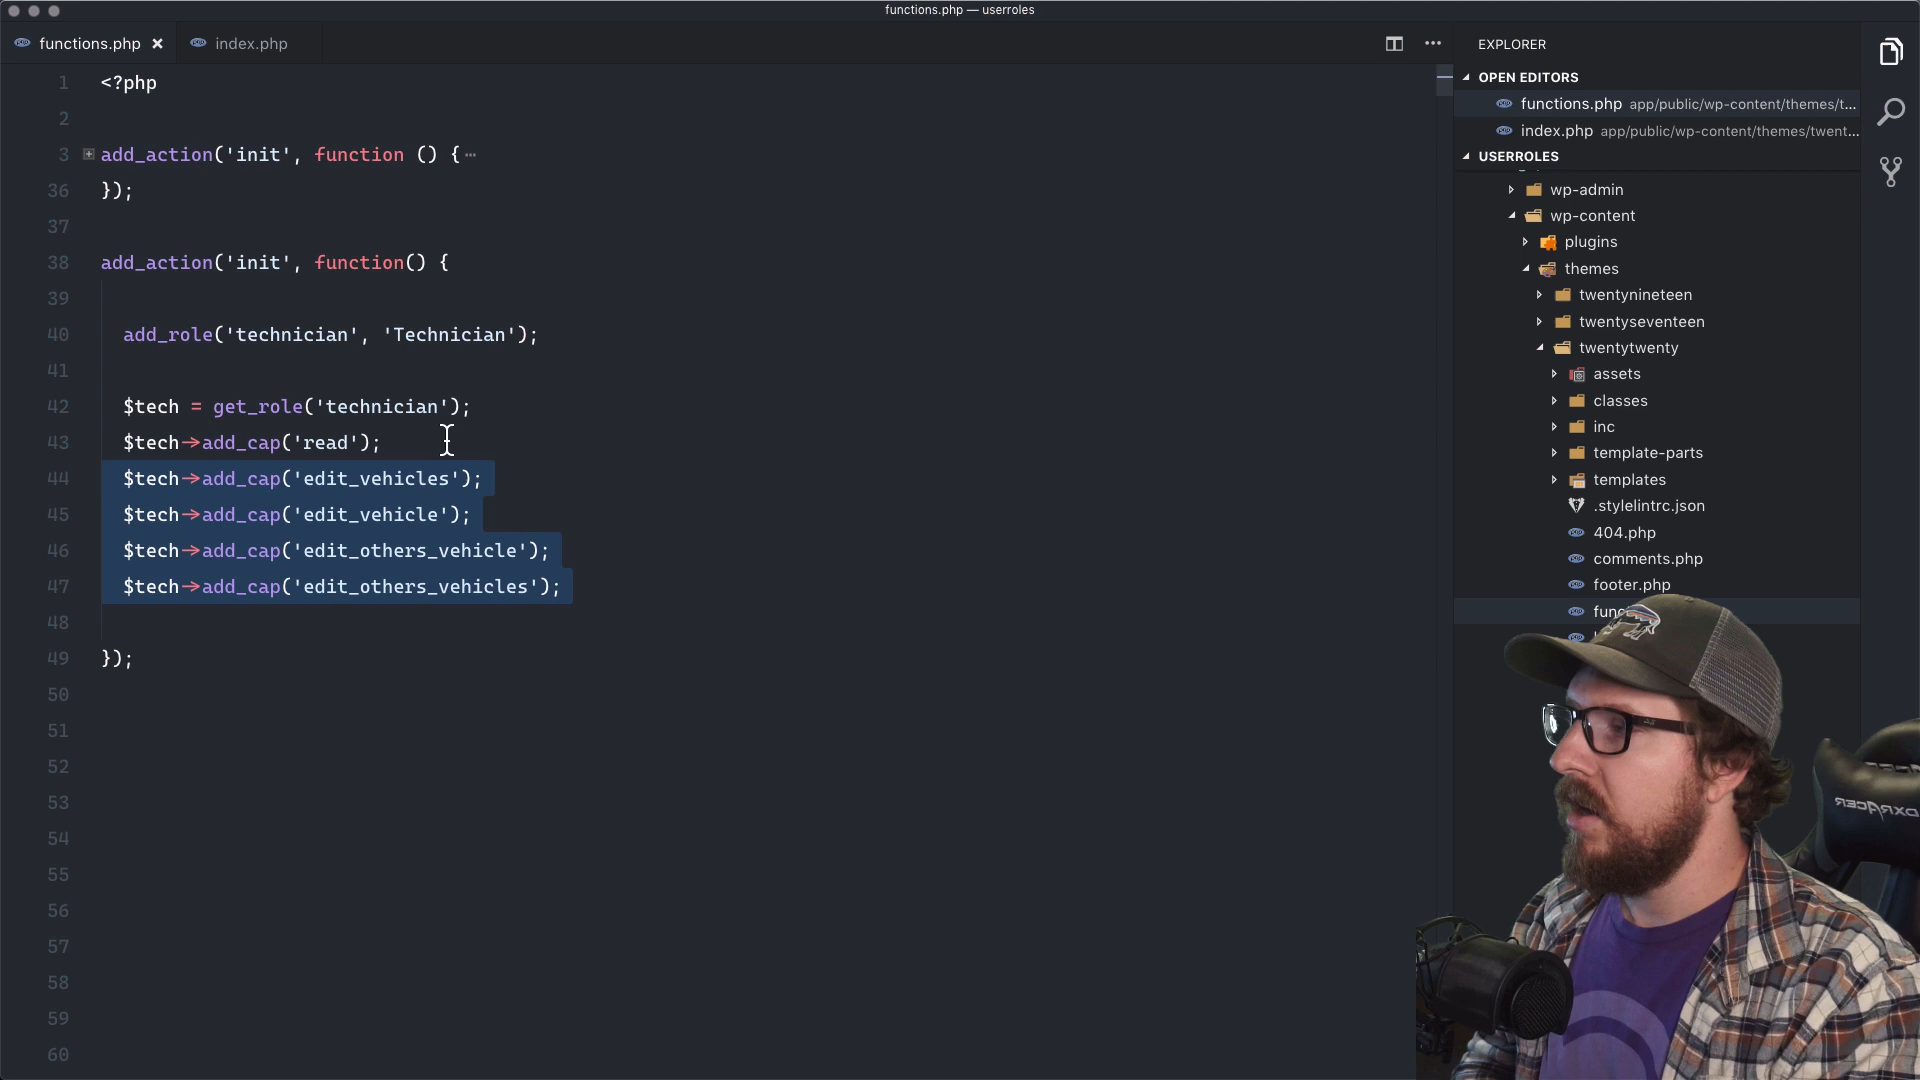 functions.php — userroles
functions.php
index.php
1 <?php
2
3 add_action('init', function () {⋯
36 });
37
38 add_action('init', function() {
39
40 add_role('technician', 'Technician');
41
42 $tech = get_role('technician');
43 $tech->add_cap('read');
44 $tech->add_cap('edit_vehicles');
45 $tech->add_cap('edit_vehicle');
46 $tech->add_cap('edit_others_vehicle');
47 $tech->add_cap('edit_others_vehicles');
48
49 });
50
51
52
53
54
55
56
57
58
59
60
EXPLORER
OPEN EDITORS
functions.php app/public/wp-content/themes/t...
index.php app/public/wp-content/themes/twent...
USERROLES
wp-admin
wp-content
plugins
themes
twentynineteen
twentyseventeen
twentytwenty
assets
classes
inc
template-parts
templates
.stylelintrc.json
404.php
comments.php
footer.php
func
DXRACER